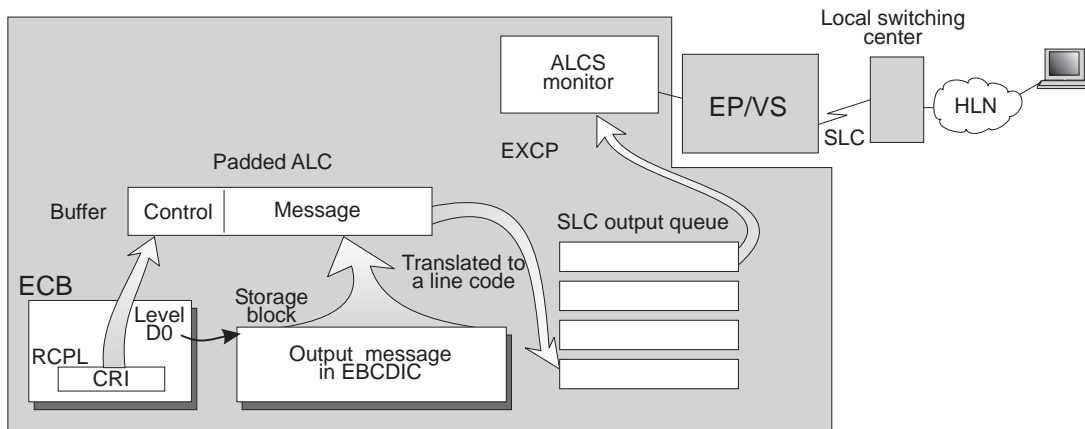 Local switching
center
ALCS
monitor
EP/VS
HLN
SLC
EXCP
Padded ALC
Buffer
Control
Message
SLC output queue
Translated to
a line code
ECB
Level
D0
Storage
block
RCPL
CRI
Output message
in EBCDIC